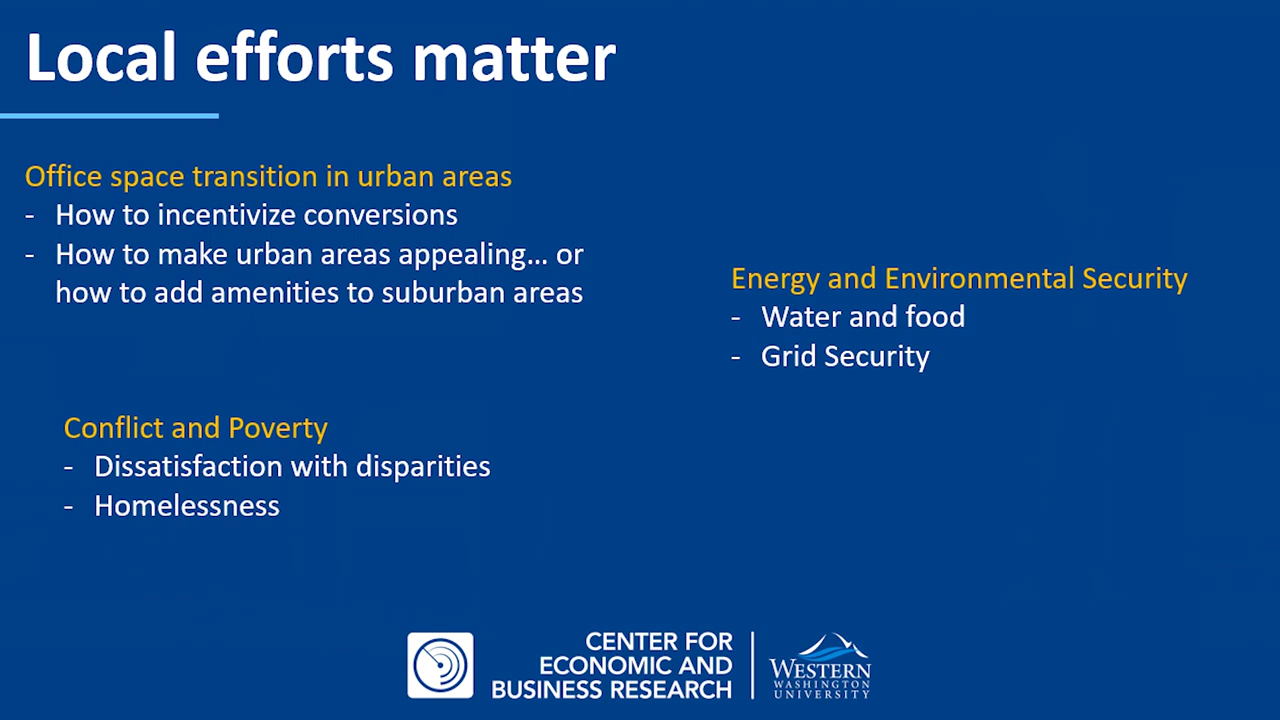 Local efforts matter
Office space transition in urban areas
- How to incentivize conversions
- How to make urban areas appealing... or
how to add amenities to suburban areas
Energy and Environmental Security
- Water and food
- Grid Security
Conflict and Poverty
- Dissatisfaction with disparities
- Homelessness
CENTER FOR
ECONOMIC AND
BUSINESS RESEARCH
WESTERN
WASHINGTON
UNIVERSITY